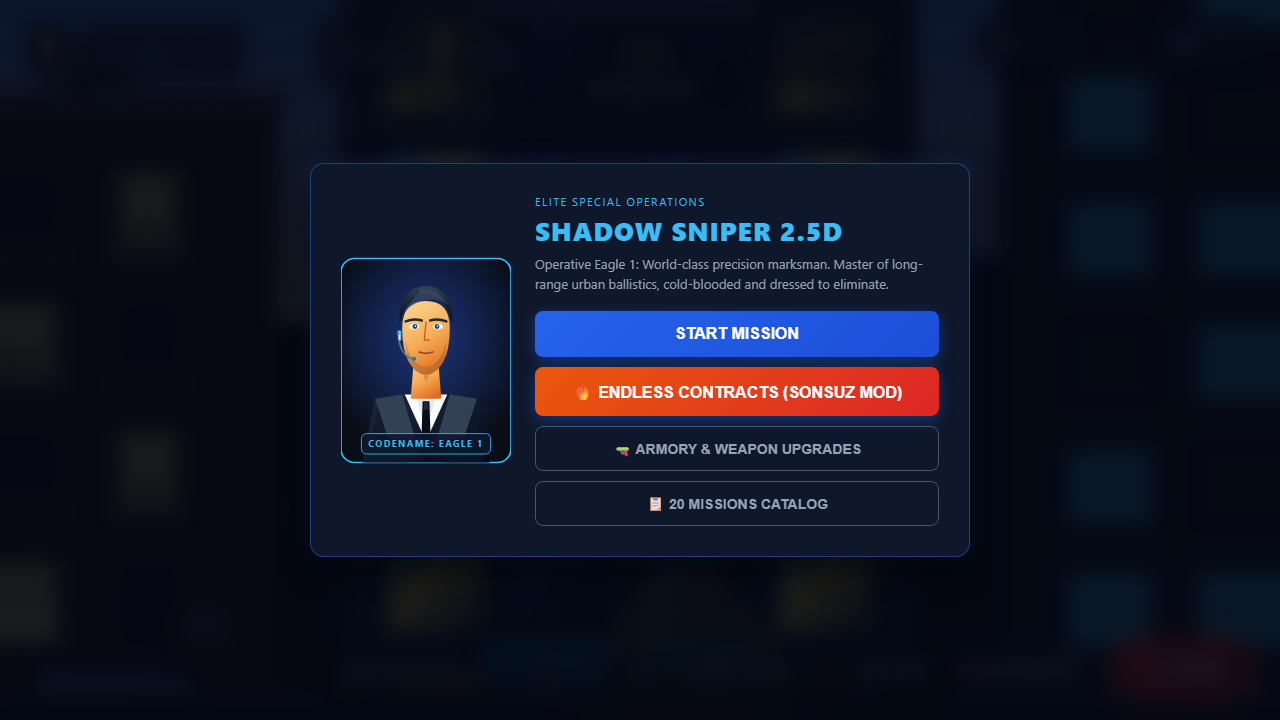 ELITE SPECIAL OPERATIONS
SHADOW SNIPER 2.5D
Operative Eagle 1: World-class precision marksman. Master of long-
range urban ballistics, cold-blooded and dressed to eliminate.
START MISSION
🔥 ENDLESS CONTRACTS (SONSUZ MOD)
🔫 ARMORY & WEAPON UPGRADES
📋 20 MISSIONS CATALOG
CODENAME: EAGLE 1